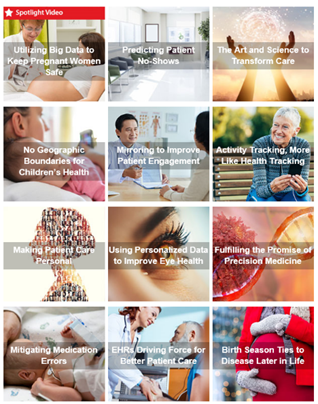 Spotlight Video
Utilizing Big Data to
Keep Pregnant Women
Safe
Predicting Patient
No-Shows
The Art and Science to
Transform Care
No Geographic
Boundaries for
Children's Health
Mirroring to Improve
Patient Engagement
Activity Tracking, More
Like Health Tracking
Making Patient Care
Personal
Using Personalized Data
to Improve Eye Health
Fulfilling the Promise of
Precision Medicine
Mitigating Medication
Errors
EHRs Driving Force for
Better Patient Care
Birth Season Ties to
Disease Later in Life